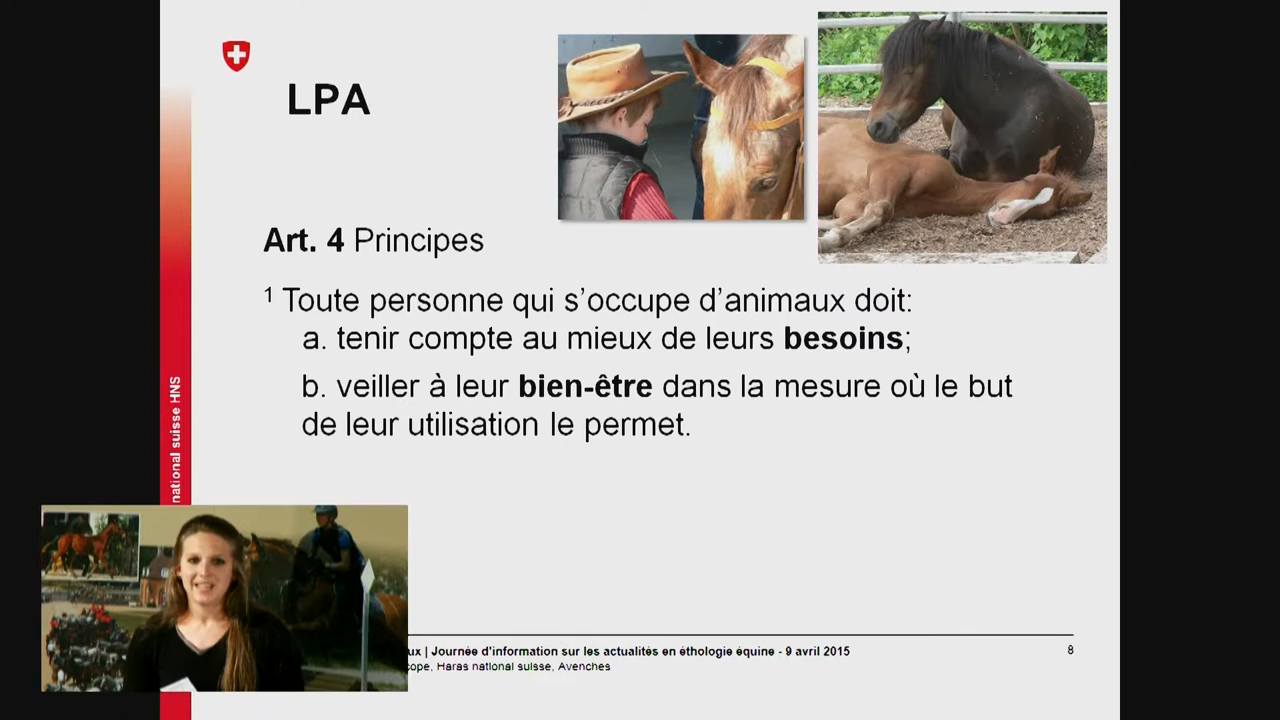 LPA
Art. 4 Principes
1 Toute personne qui s’occupe d’animaux doit:
a. tenir compte au mieux de leurs besoins;
b. veiller à leur bien-être dans la mesure où le but
de leur utilisation le permet.
national suisse HNS
ux | Journée d’information sur les actualités en éthologie équine - 9 avril 2015
cope, Haras national suisse, Avenches
8